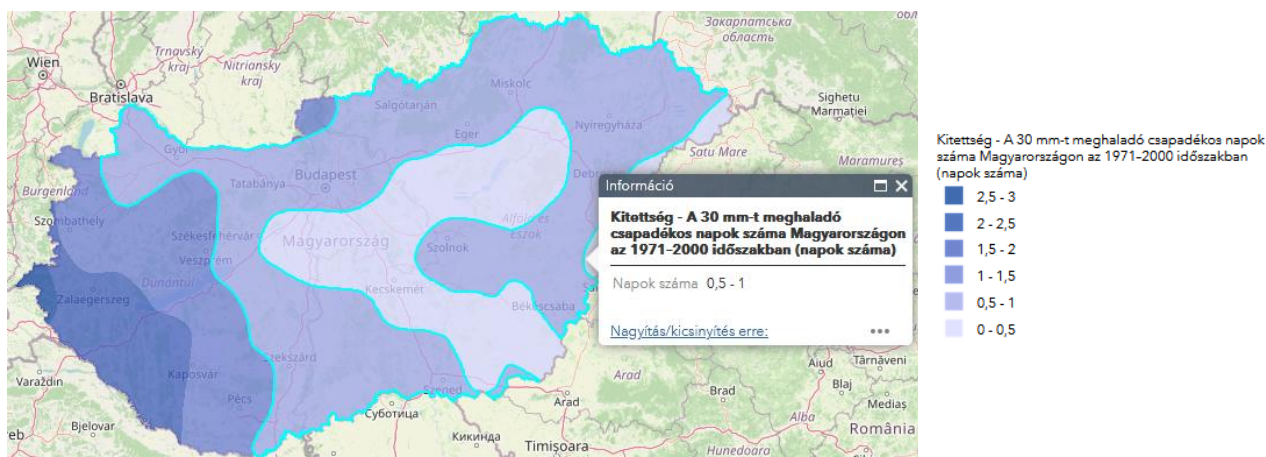 Закарпатська
область
Trnavský
kraj
Nitriansky
kraj
Wien
Bratislava
Miskolc
Salgótarján
Sighetu
Marmației
Eger
Nyíregyháza
Győr
Satu Mare
Maramureș
Burgenland
Tatabánya
Budapest
Debre
Szombathely
Székesfehérvár
Veszprém
Magyarország
Alföld és
Észak
Szolnok
Dunántúl
Zalaegerszeg
Kecskemét
Békéscsaba
Szekszárd
Kaposvár
Pécs
Szeged
Varaždin
Bjelovar
eb
Суботица
Кикинда
Timișoara
Arad
Arad
Brad
Hunedoara
Alba
Aiud
Târnăveni
Blaj
Mediaș
România
Információ
Kitettség - A 30 mm-t meghaladó
csapadékos napok száma Magyarországon
az 1971–2000 időszakban (napok száma)
Napok száma 0,5 - 1
Nagyítás/kicsinyítés erre:
Kitettség - A 30 mm-t meghaladó csapadékos napok
száma Magyarországon az 1971–2000 időszakban
(napok száma)
2,5 - 3
2 - 2,5
1,5 - 2
1 - 1,5
0,5 - 1
0 - 0,5